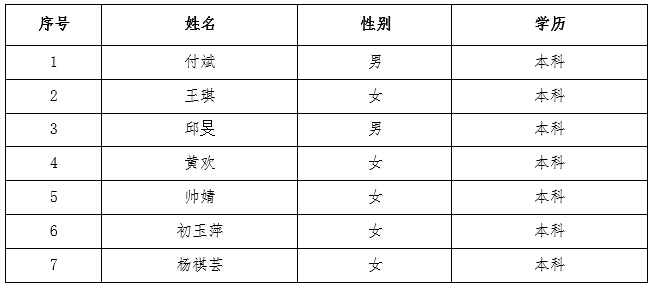 序号 姓名 性别 学历
1 付斌 男 本科
2 王琪 女 本科
3 邱旻 男 本科
4 黄欢 女 本科
5 帅婧 女 本科
6 初玉萍 女 本科
7 杨祺芸 女 本科